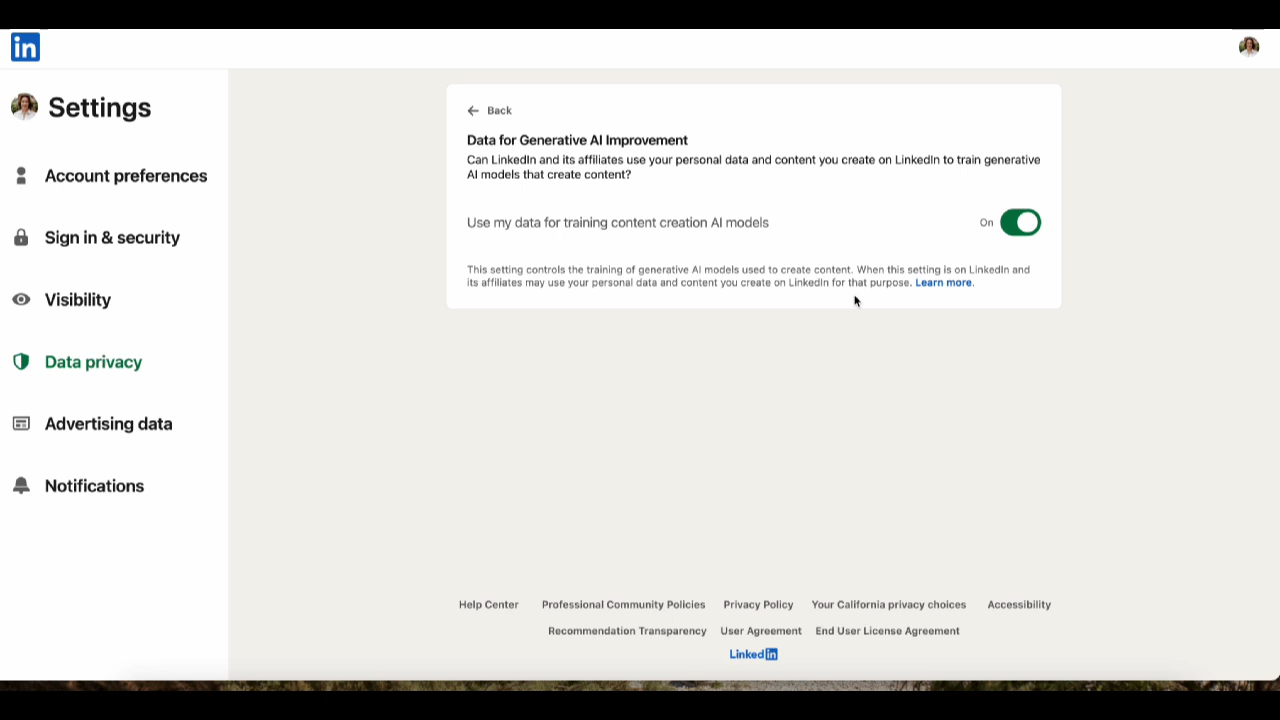 in
Settings
Account preferences
Sign in & security
Visibility
Data privacy
Advertising data
Notifications
Back
Data for Generative AI Improvement
Can LinkedIn and its affiliates use your personal data and content you create on LinkedIn to train generative
AI models that create content?
Use my data for training content creation AI models
On
This setting controls the training of generative AI models used to create content. When this setting is on LinkedIn and
its affiliates may use your personal data and content you create on LinkedIn for that purpose. Learn more.
Help Center Professional Community Policies Privacy Policy Your California privacy choices Accessibility
Recommendation Transparency User Agreement End User License Agreement
Linkedin